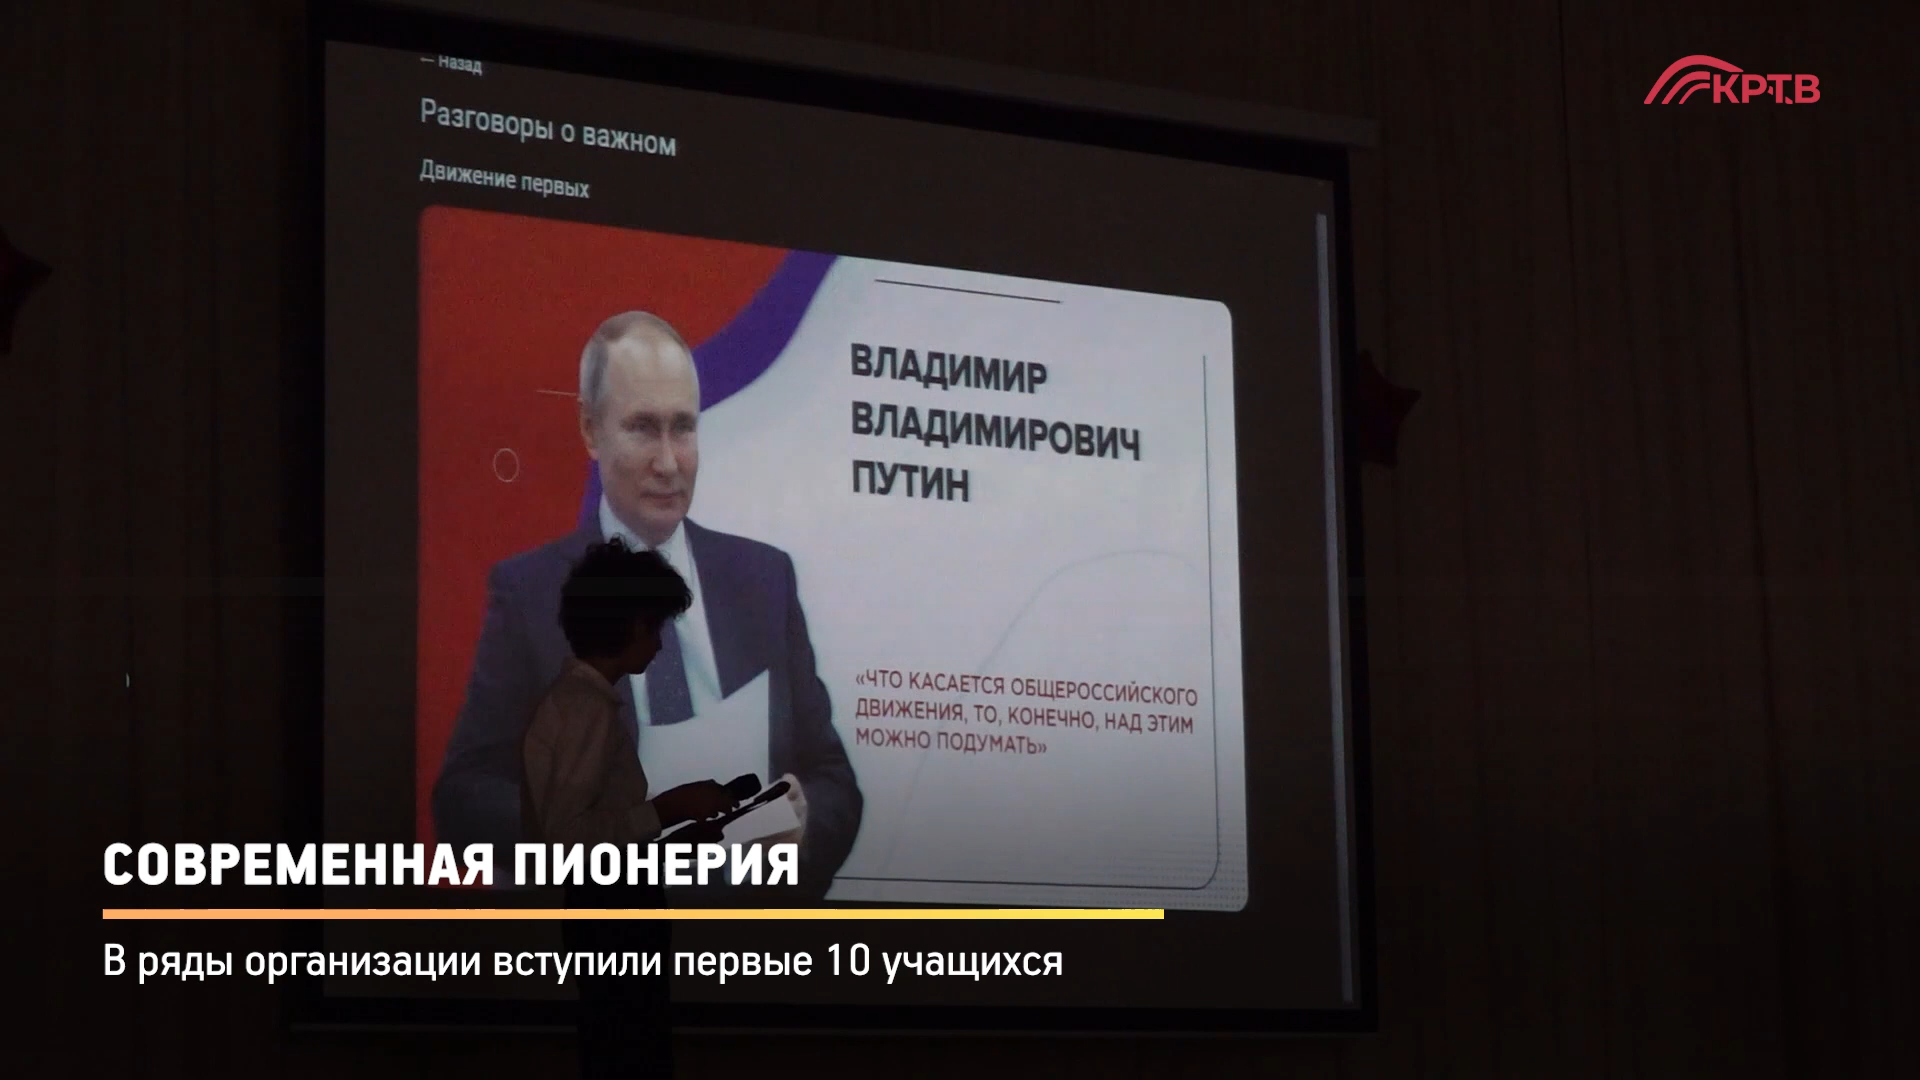 КРТВ
← Назад
Разговоры о важном
Движение первых
ВЛАДИМИР
ВЛАДИМИРОВИЧ
ПУТИН
«ЧТО КАСАЕТСЯ ОБЩЕРОССИЙСКОГО
ДВИЖЕНИЯ, ТО, КОНЕЧНО, НАД ЭТИМ
МОЖНО ПОДУМАТЬ»
СОВРЕМЕННАЯ ПИОНЕРИЯ
В ряды организации вступили первые 10 учащихся